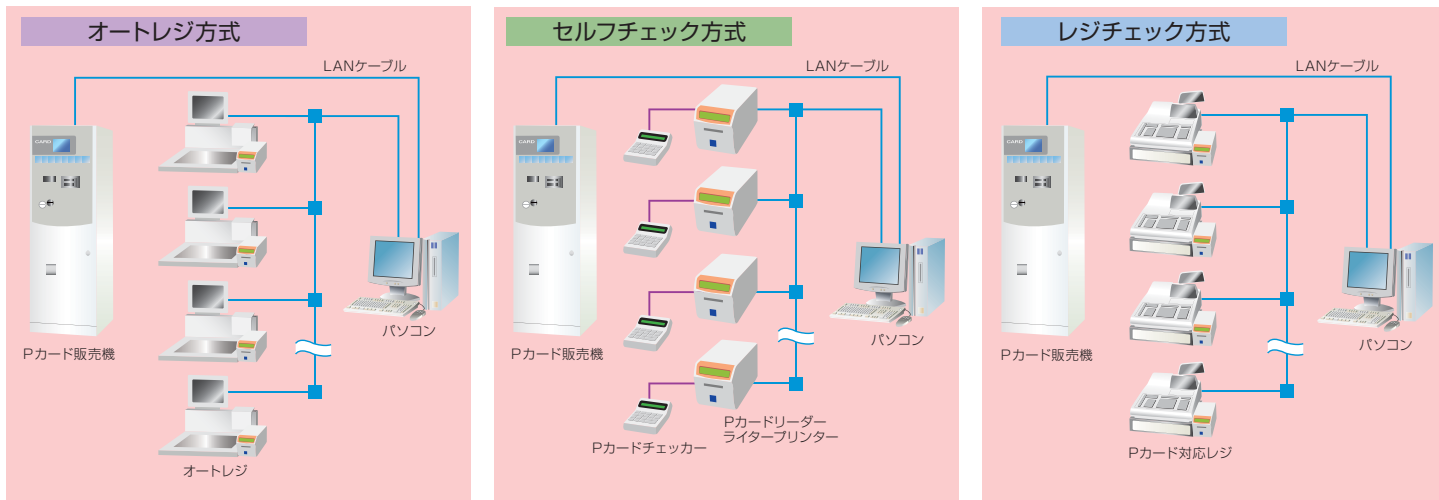 オートレジ方式
LANケーブル
CARD
パソコン
Pカード販売機
オートレジ
セルフチェック方式
LANケーブル
CARD
パソコン
Pカード販売機
Pカードリーダー
ライタープリンター
Pカードチェッカー
レジチェック方式
LANケーブル
CARD
パソコン
Pカード販売機
Pカード対応レジ